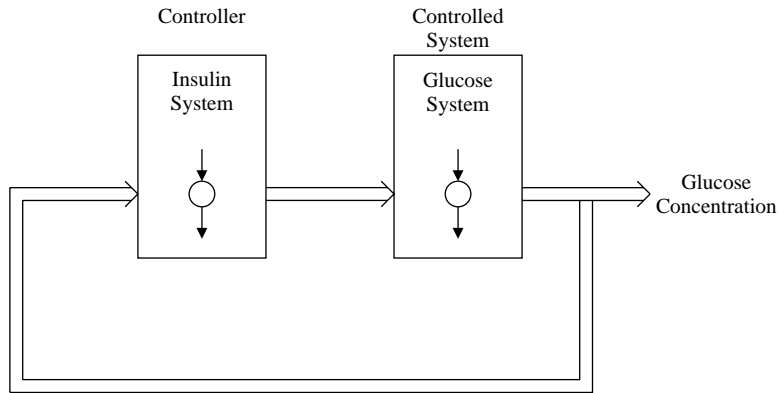 Controller
Controlled
System
Insulin
System
Glucose
System
Glucose
Concentration